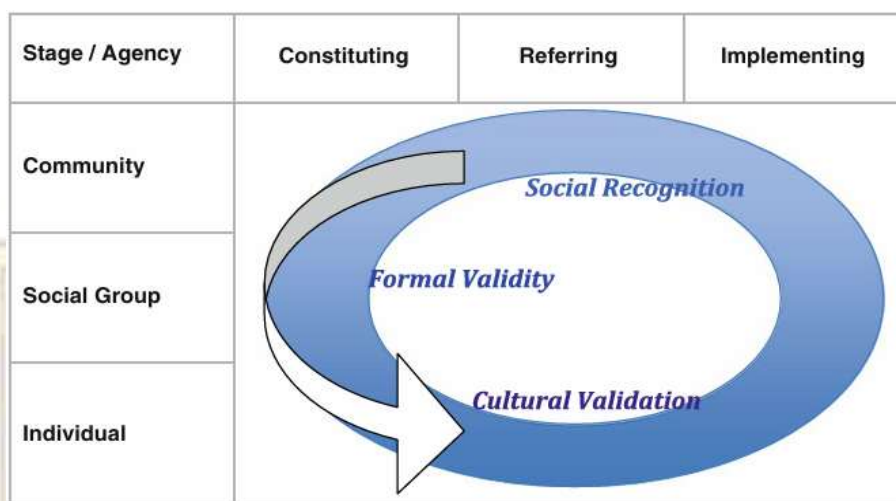 Stage / Agency Constituting Referring Implementing
Community
Social Recognition
Formal Validity
Social Group
Cultural Validation
Individual